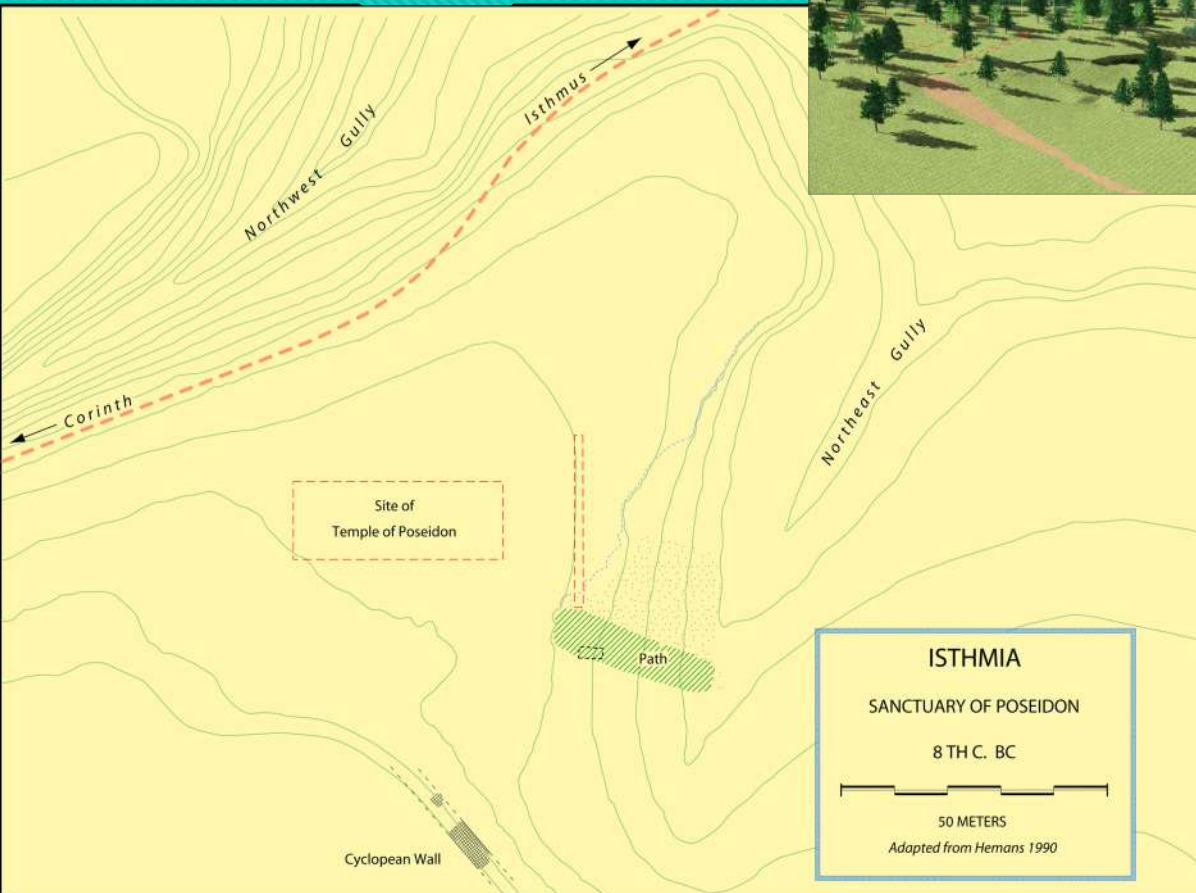 Isthmus
Northwest Gully
Corinth
Northeast Gully
Site of
Temple of Poseidon
Path
Cyclopean Wall
ISTHMIA
SANCTUARY OF POSEIDON
8 TH C. BC
50 METERS
Adapted from Hemans 1990